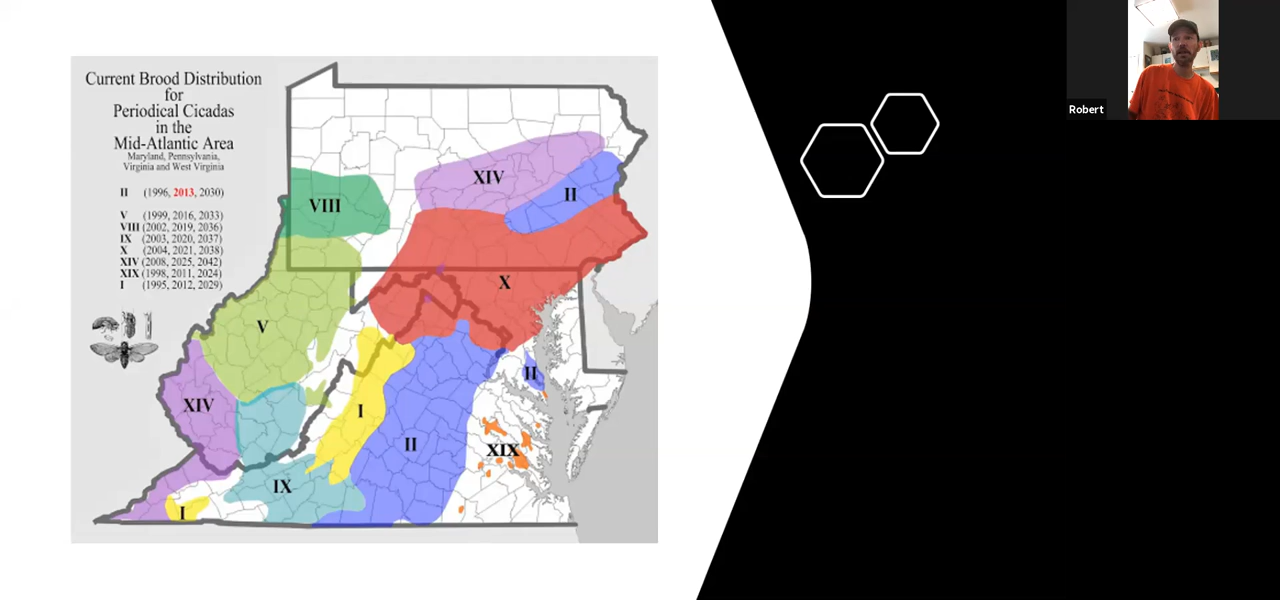 Current Brood Distribution
for
Periodical Cicadas
in the
Mid-Atlantic Area
Maryland, Pennsylvania,
Virginia and West Virginia
II (1996, 2013, 2030)
V (1999, 2016, 2033)
VIII (2002, 2019, 2036)
IX (2003, 2020, 2037)
X (2004, 2021, 2038)
XIV (2008, 2025, 2042)
XIX (1998, 2011, 2024)
I (1995, 2012, 2029)
XIV
II
VIII
X
V
II
XIV
I
II
XIX
IX
I
Robert